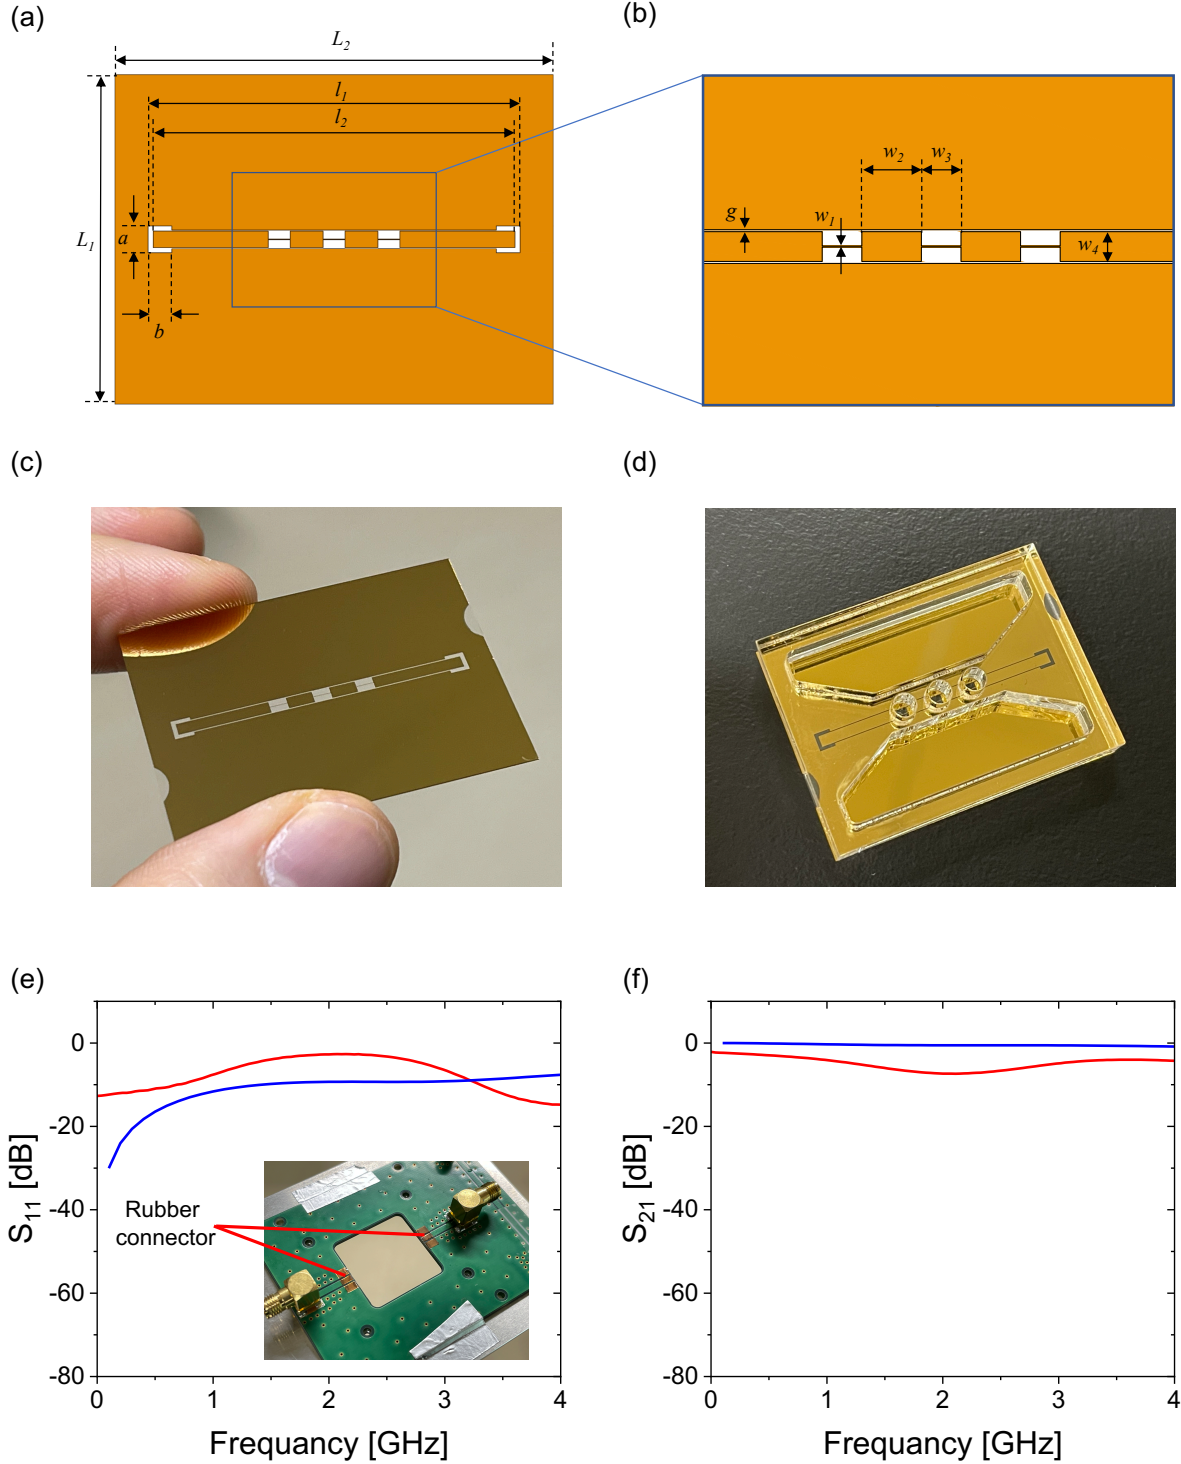 (a)
L2
l1
l2
L1
a
b
(b)
w2
w3
g
w1
w4
(c)
(d)
(e)
0
-20
-40
-60
-80
S11 [dB]
Rubber
connector
0
1
2
3
4
Frequancy [GHz]
(f)
0
-20
-40
-60
-80
S21 [dB]
0
1
2
3
4
Frequancy [GHz]